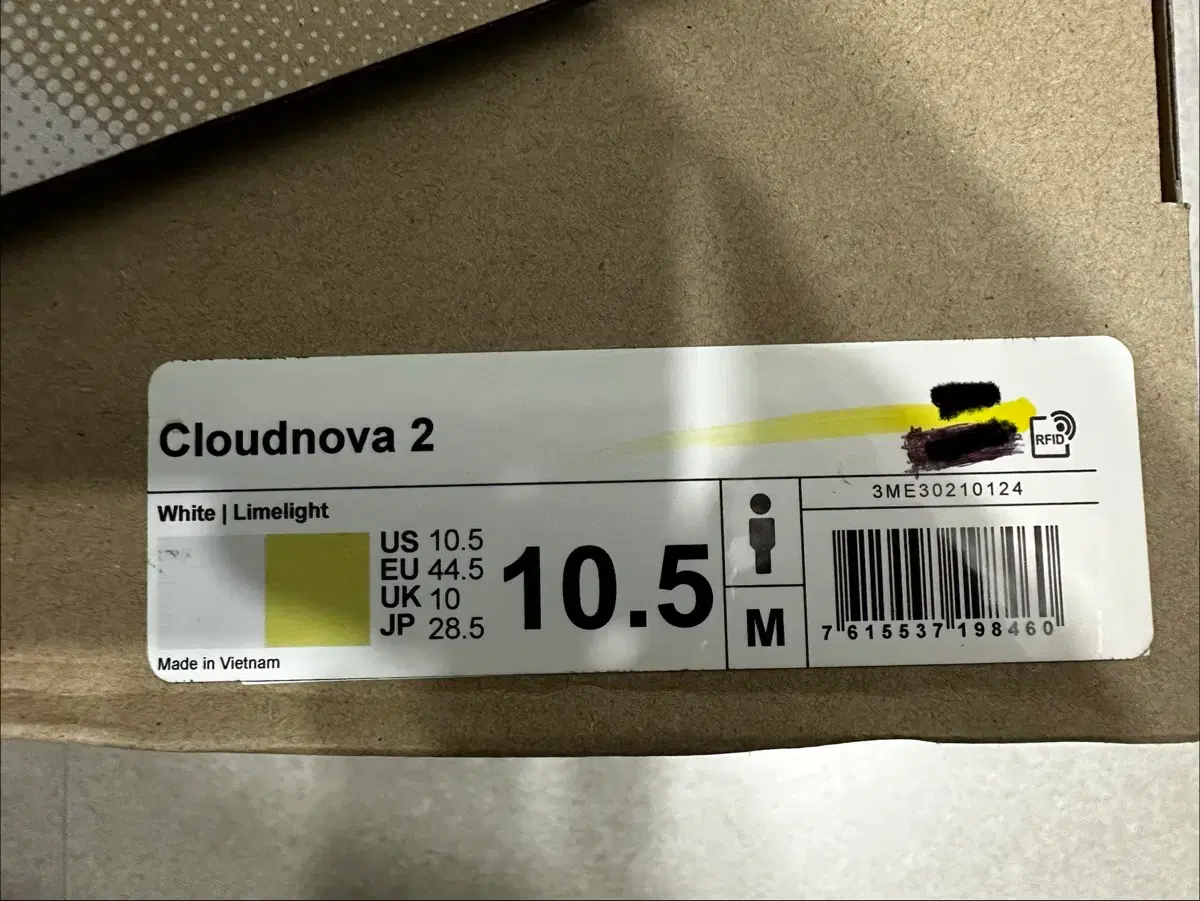 Cloudnova 2
RFID
3ME30210124
White | Limelight
US 10.5
EU 44.5
UK 10
JP 28.5
10.5
M
7 615537 198460
Made in Vietnam